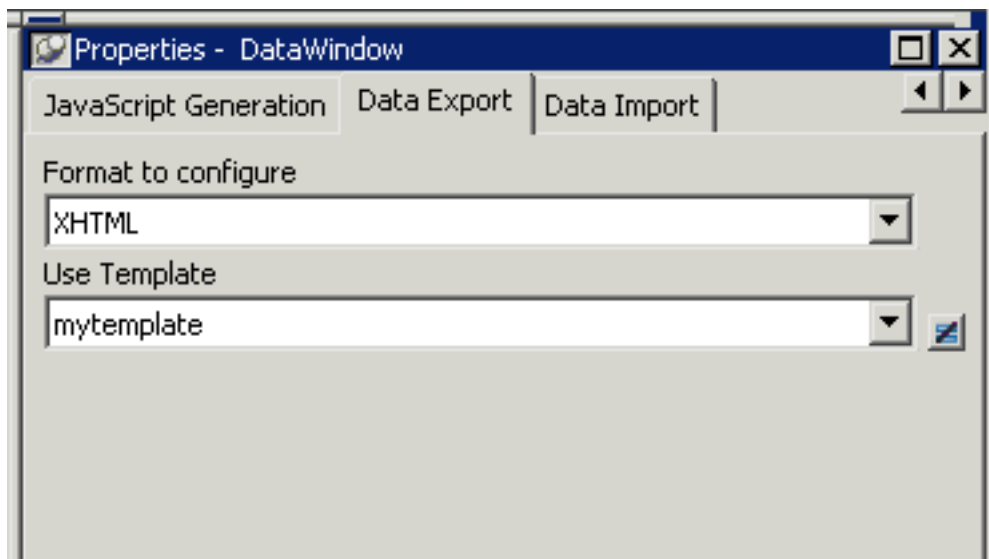 Properties - DataWindow
JavaScript Generation Data Export Data Import
Format to configure
XHTML
Use Template
mytemplate